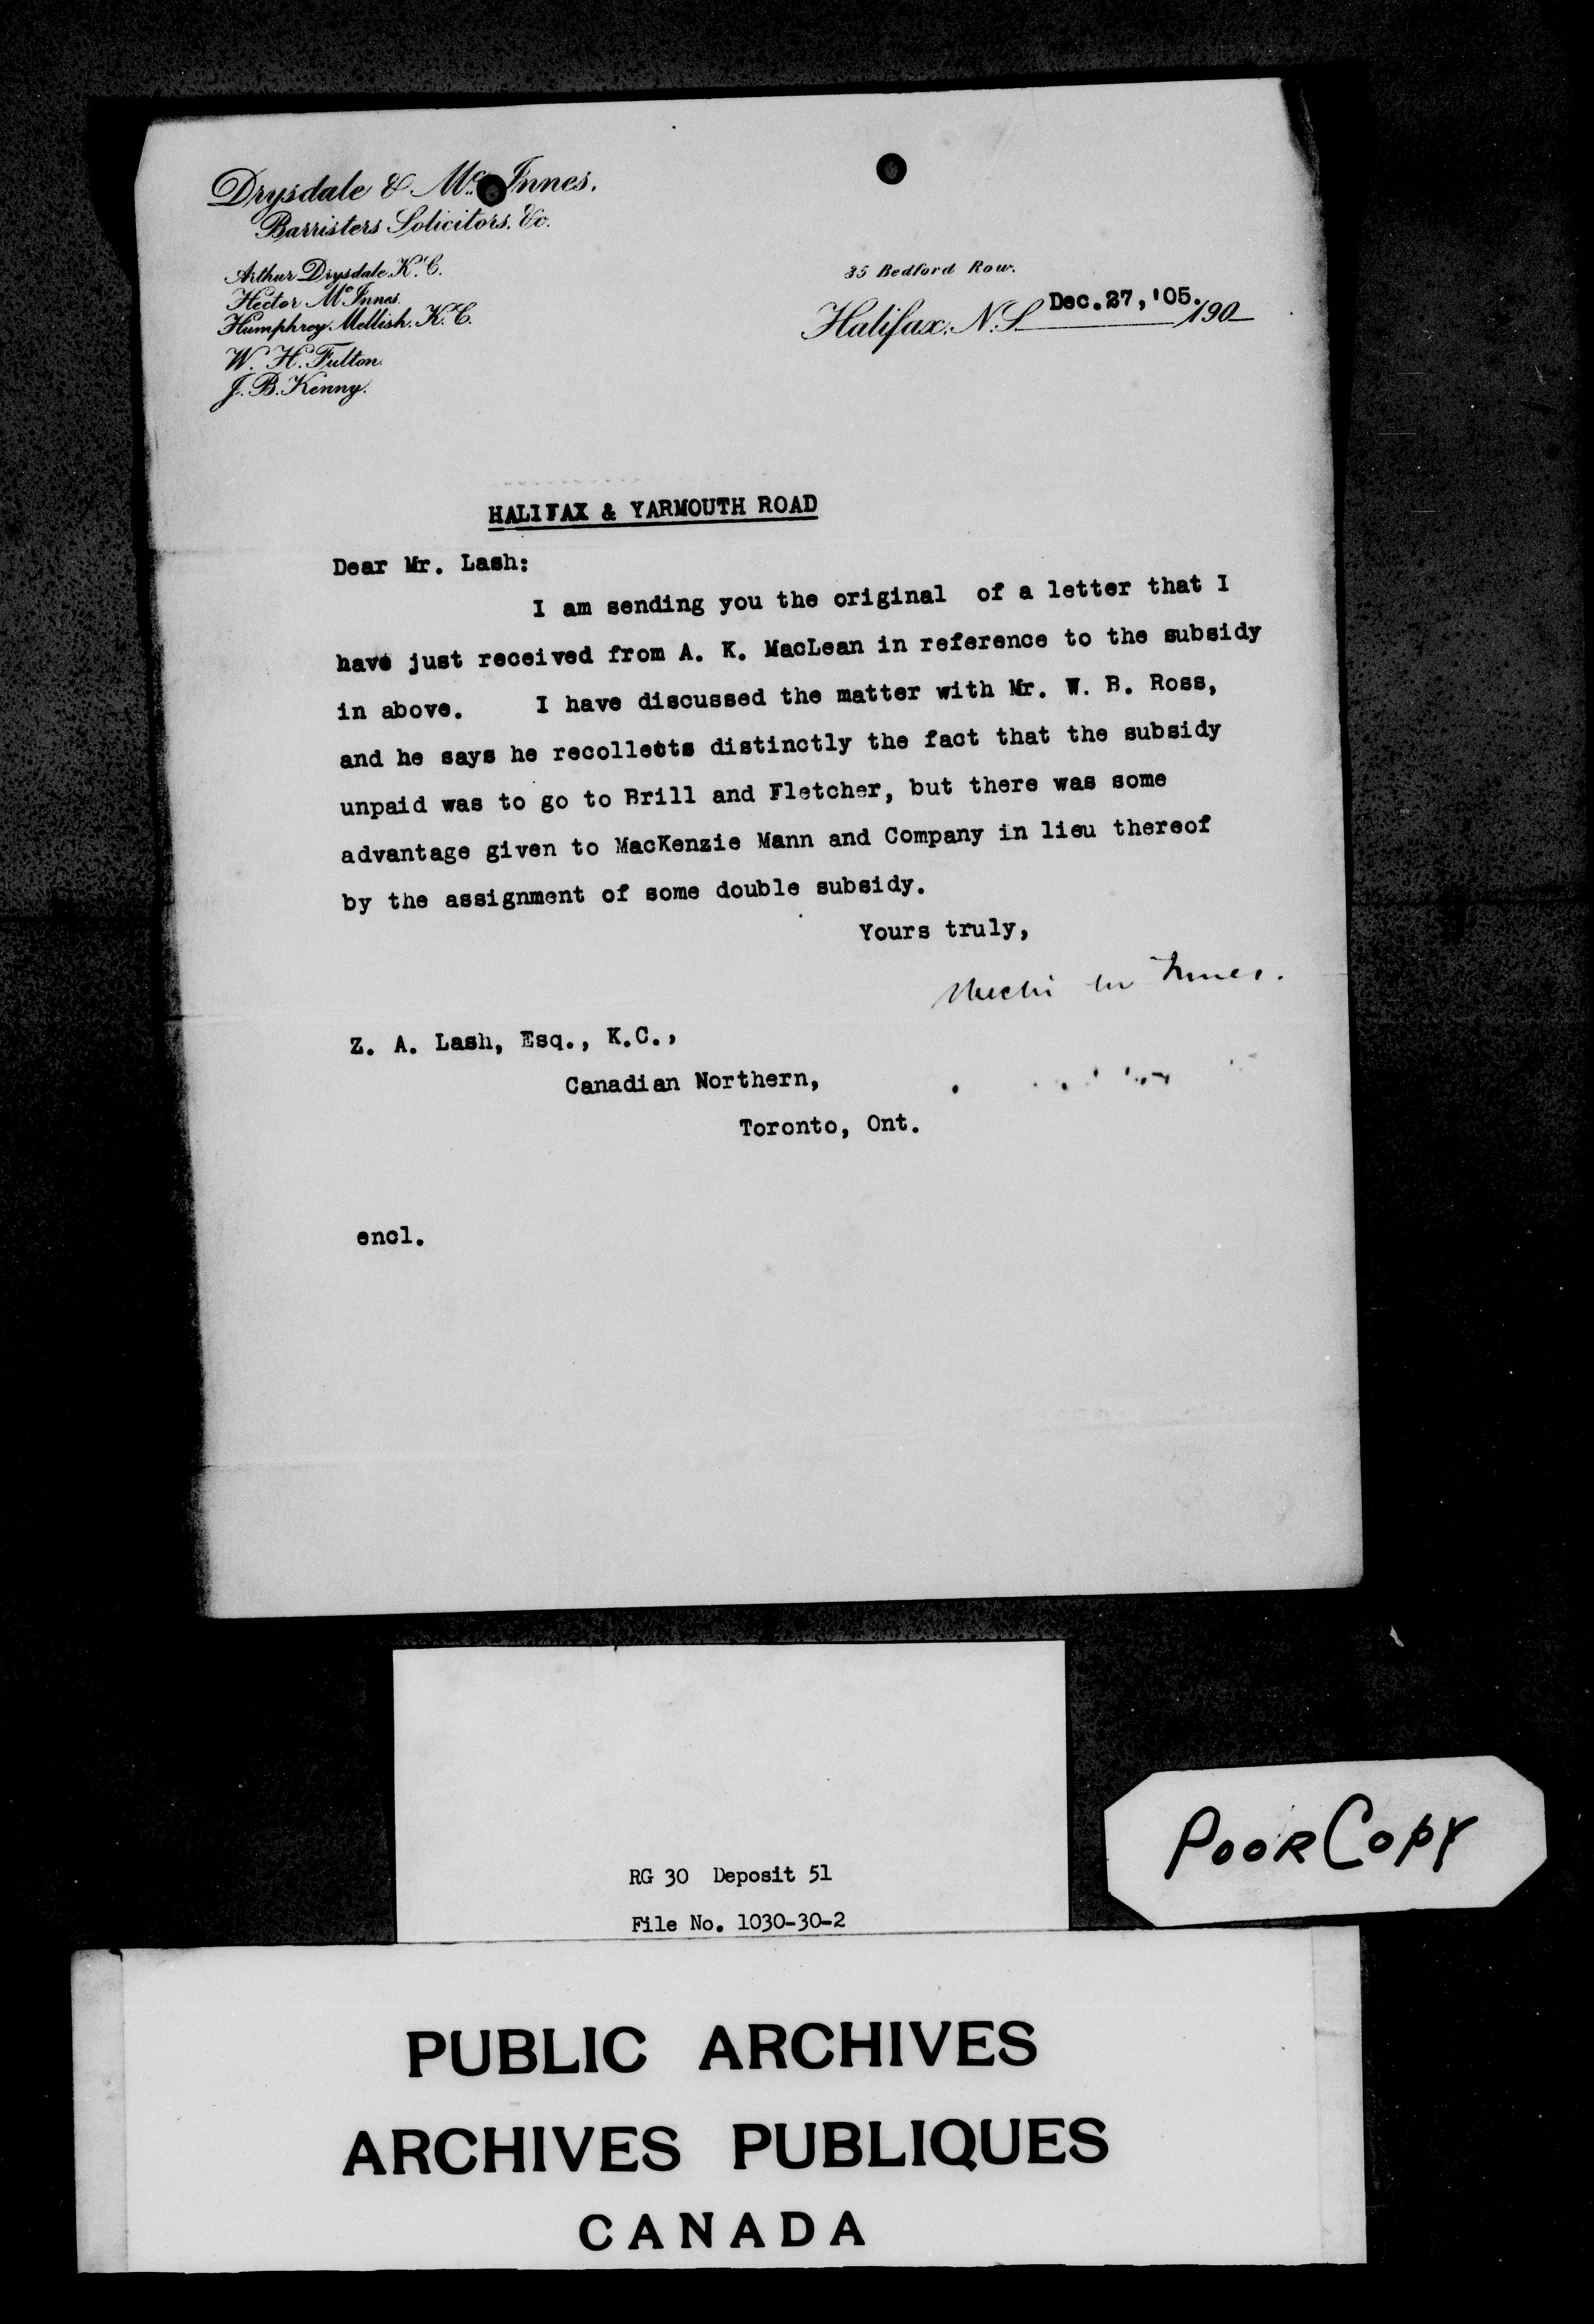 Drysdale & McInnes.
Barristers Solicitors, &c.
Arthur Drysdale K.C.
Hector McInnes.
Humphrey Mellish. K.C.
W. H. Fulton.
J. B. Kenny.
35 Bedford Row.
Halifax, N.S. Dec. 27, '05. 190
HALIFAX & YARMOUTH ROAD
Dear Mr. Lash:
I am sending you the original of a letter that I
have just received from A. K. MacLean in reference to the subsidy
in above. I have discussed the matter with Mr. W. B. Ross,
and he says he recollects distinctly the fact that the subsidy
unpaid was to go to Brill and Fletcher, but there was some
advantage given to MacKenzie Mann and Company in lieu thereof
by the assignment of some double subsidy.
Yours truly,
Hector McInnes.
Z. A. Lash, Esq., K.C.,
Canadian Northern,
Toronto, Ont.
encl.
RG 30 Deposit 51
File No. 1030-30-2
POOR COPY
PUBLIC ARCHIVES
ARCHIVES PUBLIQUES
CANADA